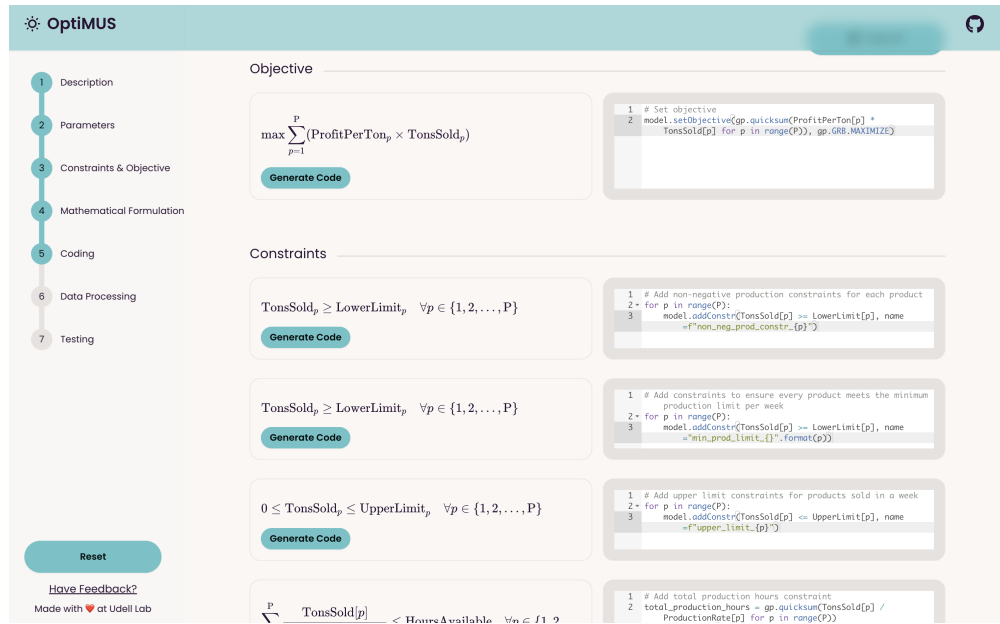 OptiMUS
1 Description
2 Parameters
3 Constraints & Objective
4 Mathematical Formulation
5 Coding
6 Data Processing
7 Testing
Reset
Have Feedback?
Made with ❤️ at Udell Lab
Objective
max ∑_{p=1}^{P} (ProfitPerTon_p × TonsSold_p)
Generate Code
1 # Set objective
2 model.setObjective(gp.quicksum(ProfitPerTon[p] *
TonsSold[p] for p in range(P)), gp.GRB.MAXIMIZE)
Constraints
TonsSold_p ≥ LowerLimit_p ∀p ∈ {1, 2, . . . , P}
Generate Code
1 # Add non-negative production constraints for each product
2 for p in range(P):
3 model.addConstr(TonsSold[p] >= LowerLimit[p], name
=f"non_neg_prod_constr_{p}")
TonsSold_p ≥ LowerLimit_p ∀p ∈ {1, 2, . . . , P}
Generate Code
1 # Add constraints to ensure every product meets the minimum
production limit per week
2 for p in range(P):
3 model.addConstr(TonsSold[p] >= LowerLimit[p], name
="min_prod_limit_{}".format(p))
0 ≤ TonsSold_p ≤ UpperLimit_p ∀p ∈ {1, 2, . . . , P}
Generate Code
1 # Add upper limit constraints for products sold in a week
2 for p in range(P):
3 model.addConstr(TonsSold[p] <= UpperLimit[p], name
=f"upper_limit_{p}")
P
∑ TonsSold[p] ≤ HoursAvailable ∀p ∈ {1, 2
1 # Add total production hours constraint
2 total_production_hours = gp.quicksum(TonsSold[p] /
ProductionRate[p] for p in range(P))